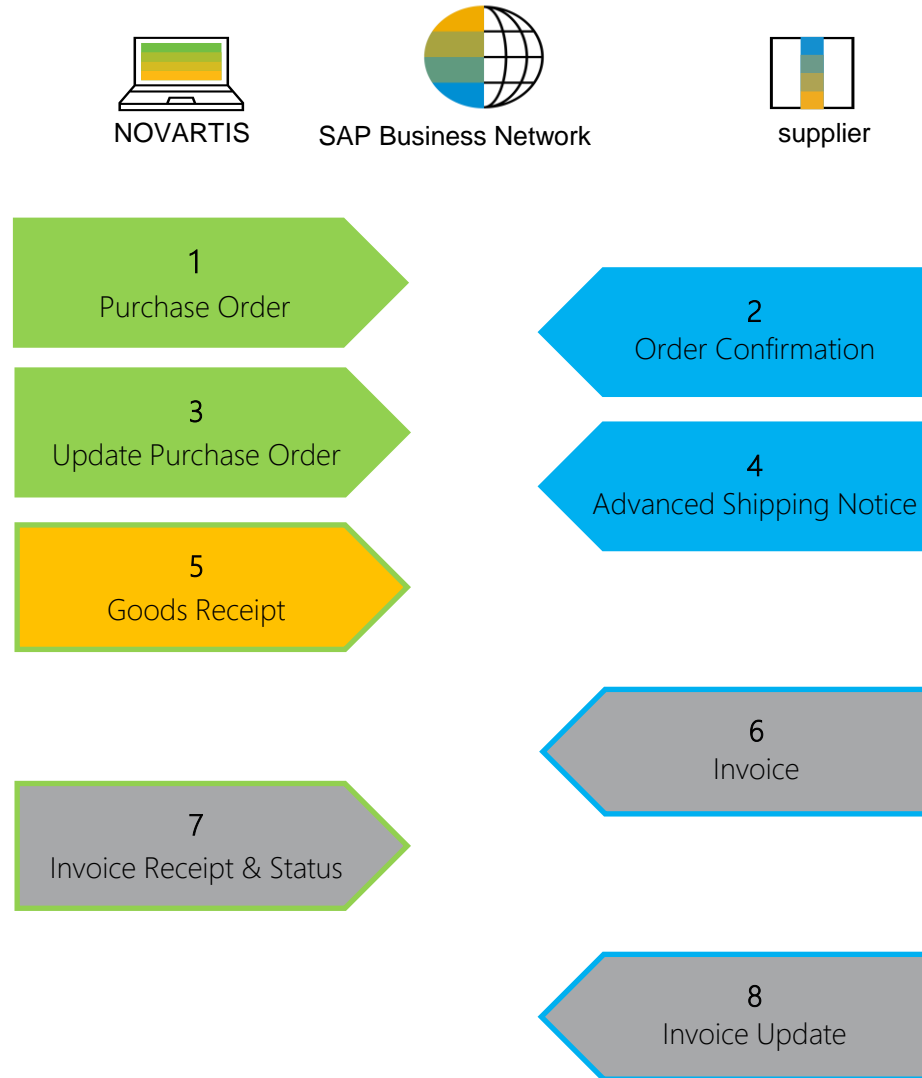 NOVARTIS
SAP Business Network
supplier
1
Purchase Order
2
Order Confirmation
3
Update Purchase Order
4
Advanced Shipping Notice
5
Goods Receipt
6
Invoice
7
Invoice Receipt & Status
8
Invoice Update